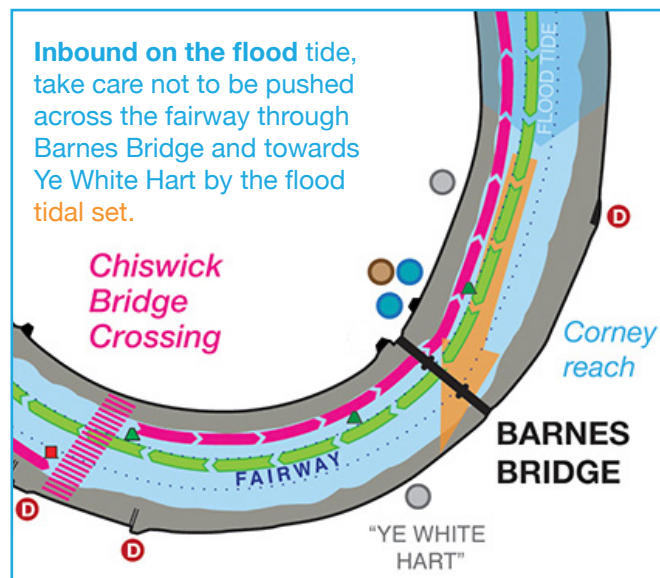 Inbound on the flood tide,
take care not to be pushed
across the fairway through
Barnes Bridge and towards
Ye White Hart by the flood
tidal set.
FLOOD TIDE
D
Chiswick
Bridge
Crossing
Corney
reach
BARNES
BRIDGE
FAIRWAY
"YE WHITE
HART"
D
D